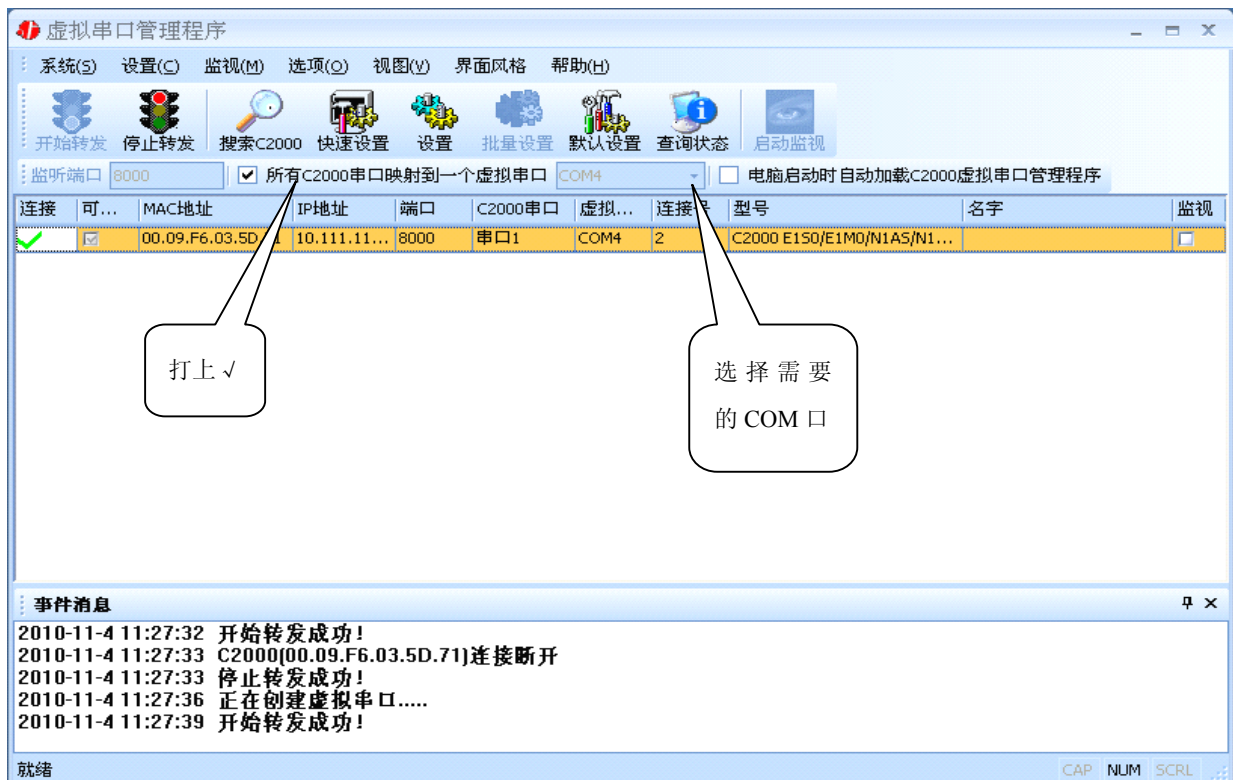 虚拟串口管理程序
系统(S) 设置(C) 监视(M) 选项(O) 视图(V) 界面风格 帮助(H)
开始转发 停止转发 搜索C2000 快速设置 设置 批量设置 默认设置 查询状态 启动监视
监听端口 8000 所有C2000串口映射到一个虚拟串口 COM4 电脑启动时自动加载C2000虚拟串口管理程序
连接 可... MAC地址 IP地址 端口 C2000串口 虚拟... 型号 名字 监视
10.111.11... 8000 串口1 COM4 2 C2000 E1S0/E1M0/N1AS/N1...
打上√
选择需要
的 COM 口
事件消息
2010-11-4 11:27:32 开始转发成功!
2010-11-4 11:27:33 C2000(00.09.F6.03.5D.71)连接断开
2010-11-4 11:27:33 停止转发成功!
2010-11-4 11:27:36 正在创建虚拟串口.....
2010-11-4 11:27:39 开始转发成功!
就绪 CAP NUM SCRL